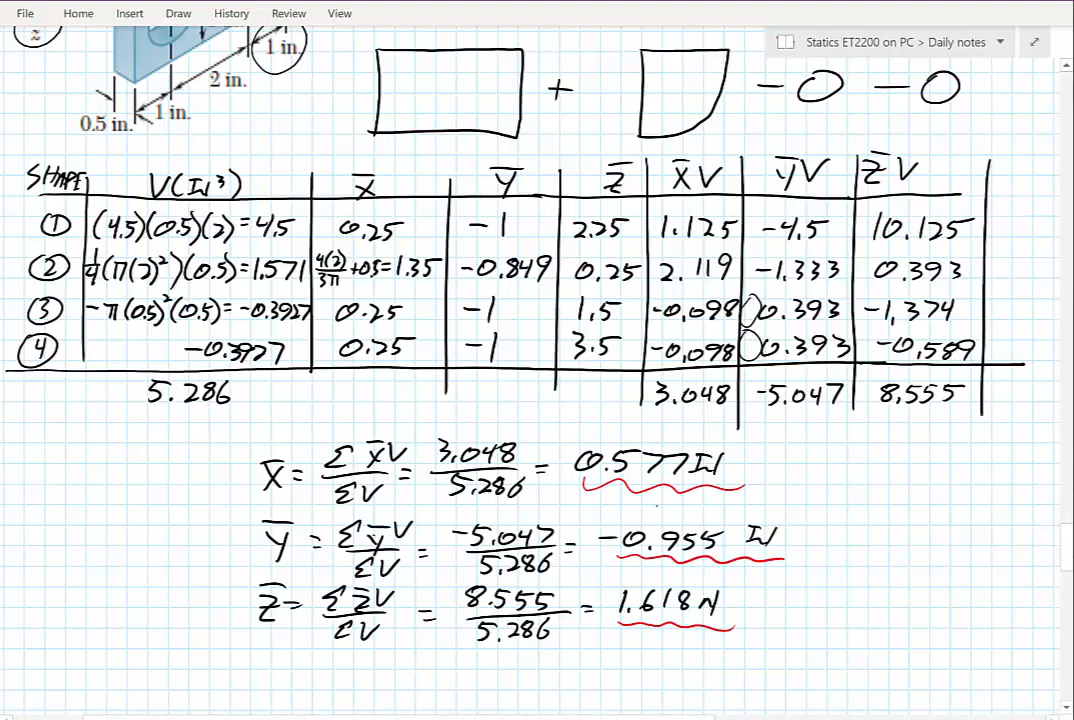 File Home Insert Draw History Review View
Statics ET2200 on PC > Daily notes
z
1 in.
2 in.
1 in.
0.5 in.
+ - -
SHAPE V(IN³) X̄ Ȳ Z̄ X̄V ȲV Z̄V
① (4.5)(0.5)(2)=4.5 0.25 -1 2.25 1.125 -4.5 10.125
② 1/4(π(2)²)(0.5)=1.571 4(2)/3π +0.5=1.35 -0.849 0.25 2.119 -1.333 0.393
③ -π(0.5)²(0.5)=-0.3927 0.25 -1 1.5 -0.098 0.393 -1,374
④ -0.3927 0.25 -1 3.5 -0.098 0.393 -0.589
5.286 3.048 -5.047 8.555
X̄ = ΣX̄V/ΣV = 3.048/5.286 = 0.577 IN
Ȳ = ΣȲV/ΣV = -5.047/5.286 = -0.955 IN
Z̄ = ΣZ̄V/ΣV = 8.555/5.286 = 1.618 N